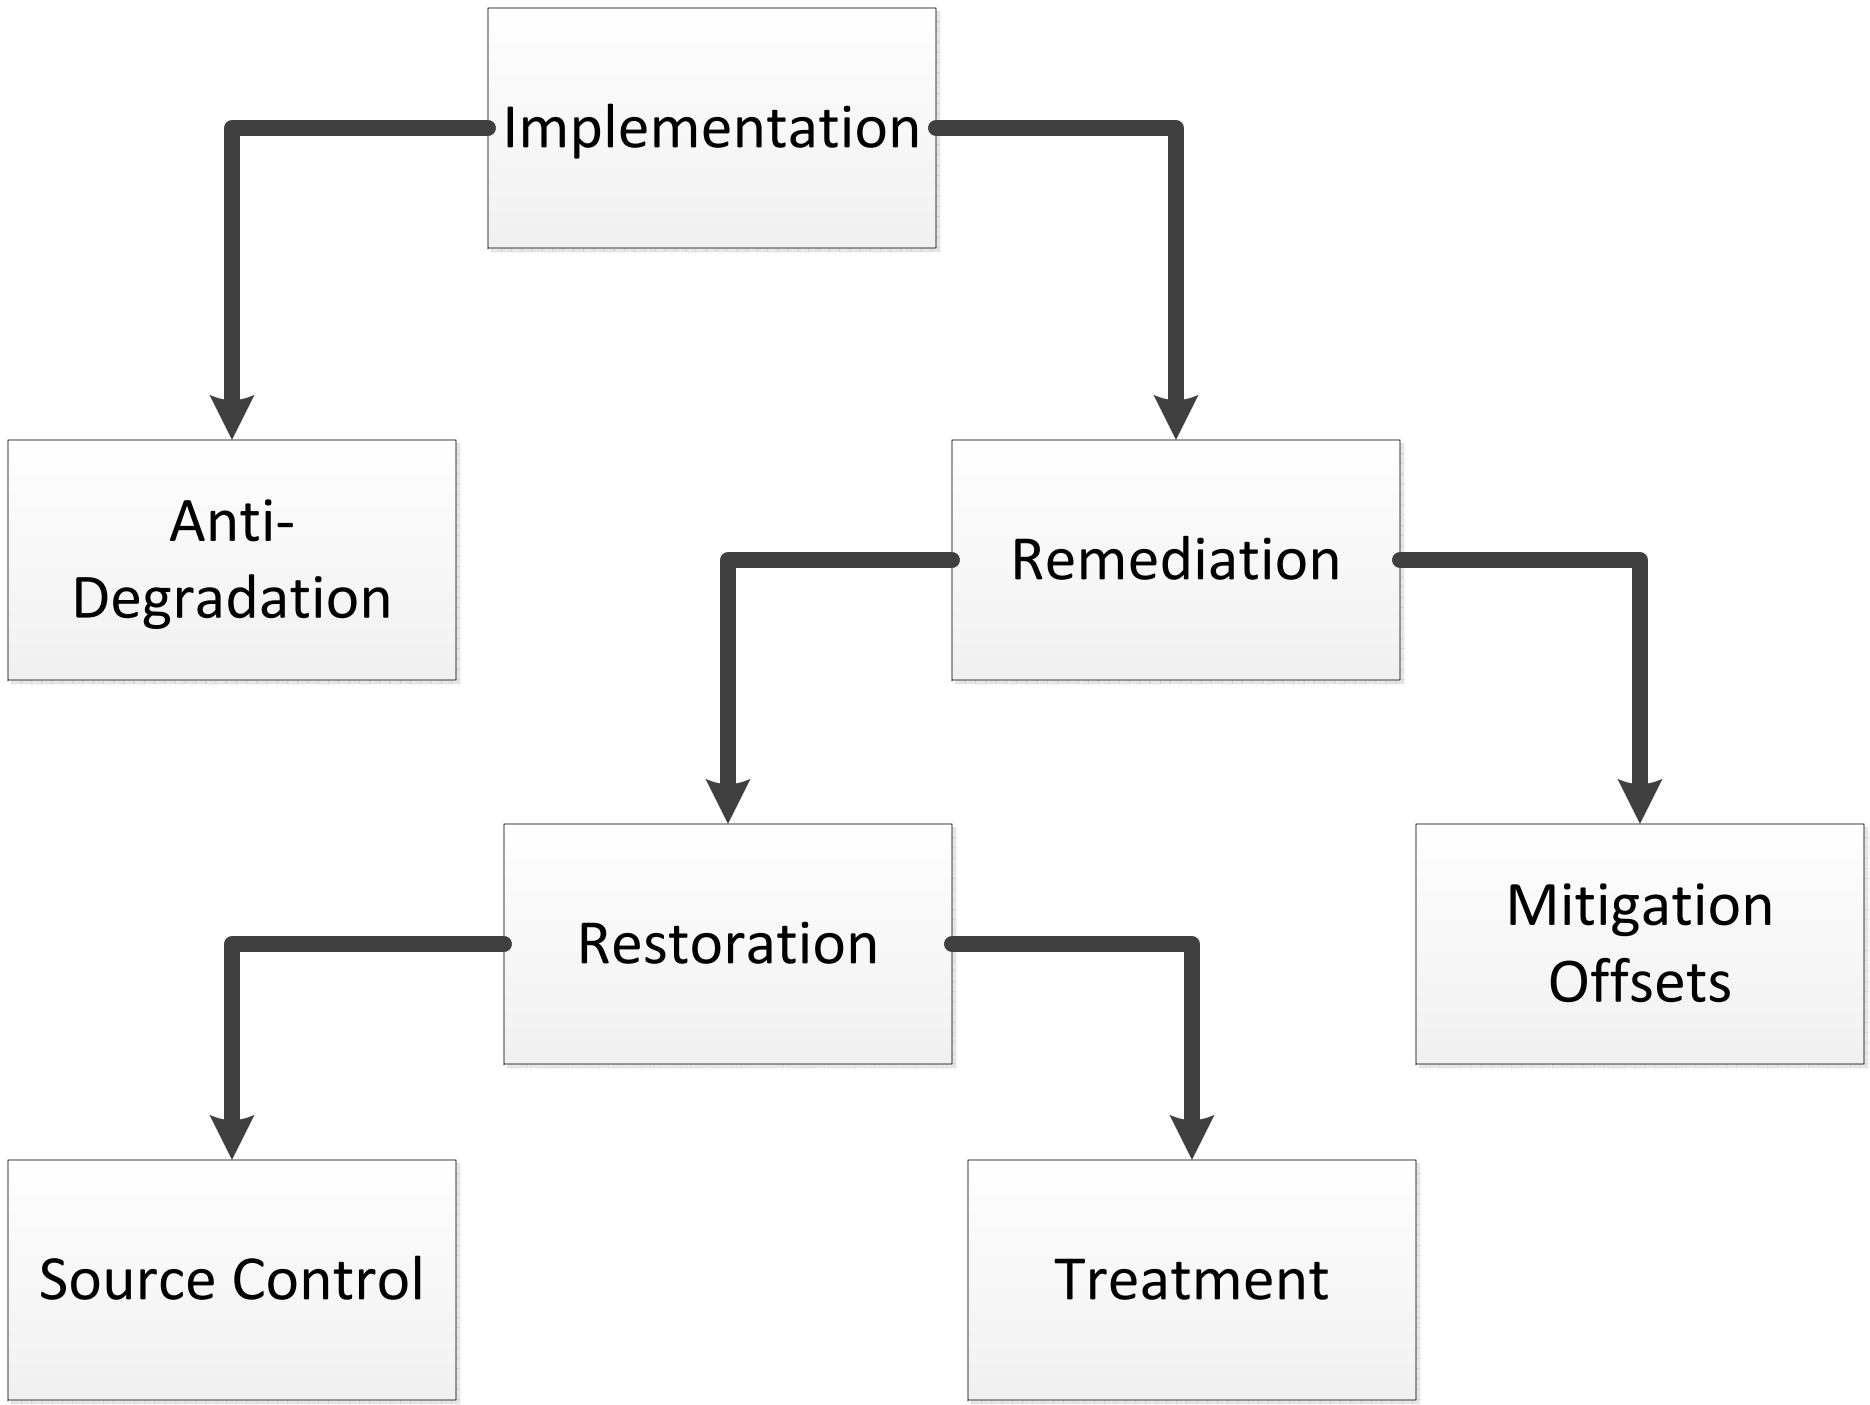 Implementation
Anti-
Degradation
Remediation
Restoration
Mitigation
Offsets
Source Control
Treatment